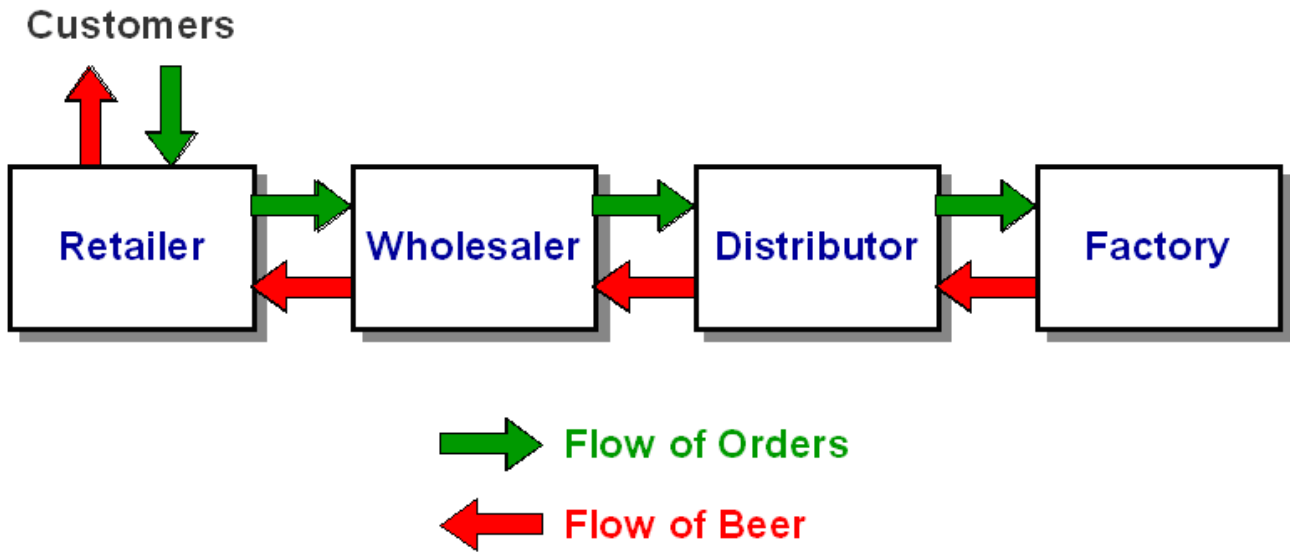 Customers
Retailer
Wholesaler
Distributor
Factory
Flow of Orders
Flow of Beer